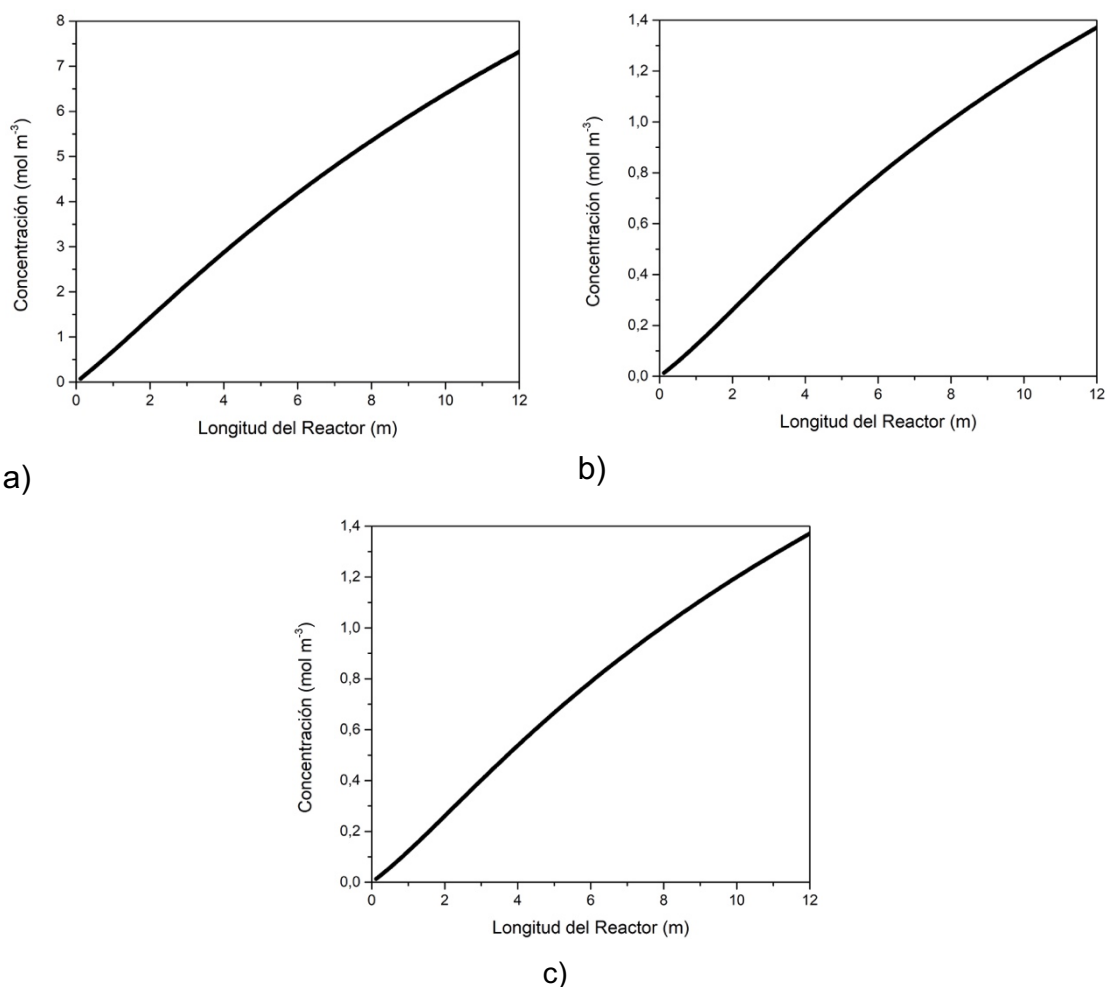 8
7
6
5
4
3
2
1
0
Concentración (mol m⁻³)
0 2 4 6 8 10 12
Longitud del Reactor (m)
a)
1,4
1,2
1,0
0,8
0,6
0,4
0,2
0,0
Concentración (mol m⁻³)
0 2 4 6 8 10 12
Longitud del Reactor (m)
b)
1,4
1,2
1,0
0,8
0,6
0,4
0,2
0,0
Concentración (mol m⁻³)
0 2 4 6 8 10 12
Longitud del Reactor (m)
c)